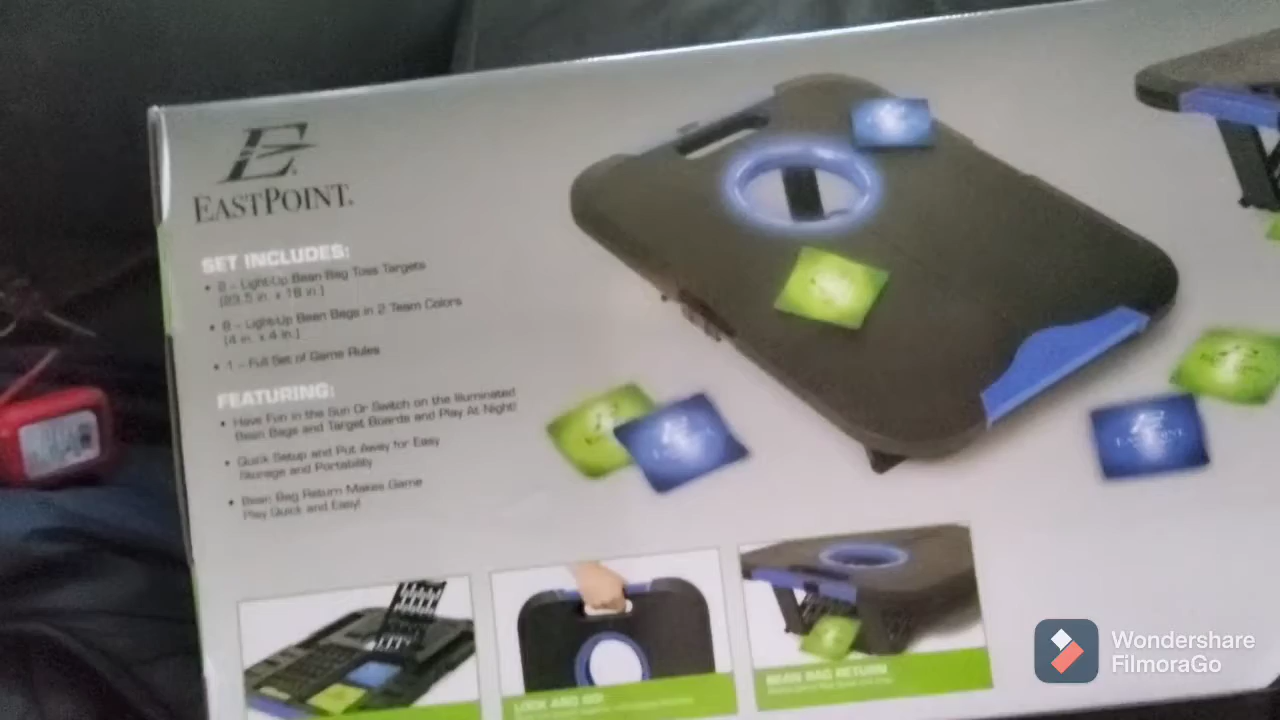 EASTPOINT®
SET INCLUDES:
• 2 - Light-Up Bean Bag Toss Targets
(23.5 in. x 18 in.)
• 8 - Light-Up Bean Bags in 2 Team Colors
(4 in. x 4 in.)
• 1 - Full Set of Game Rules
FEATURING:
• Have Fun in the Sun Or Switch on the Illuminated
Bean Bags and Target Boards and Play At Night!
• Quick Setup and Put Away for Easy
Storage and Portability
• Bean Bag Return Makes Game
Play Quick and Easy!
LOCK AND GO
BEAN BAG RETURN
Wondershare
FilmoraGo